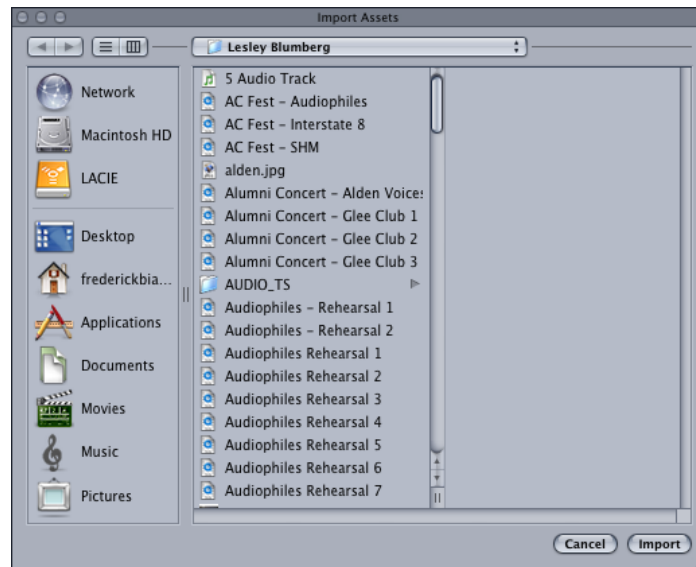 Import Assets
Lesley Blumberg
Network
Macintosh HD
LACIE
Desktop
frederickbia...
Applications
Documents
Movies
Music
Pictures
5 Audio Track
AC Fest – Audiophiles
AC Fest – Interstate 8
AC Fest – SHM
alden.jpg
Alumni Concert – Alden Voices
Alumni Concert – Glee Club 1
Alumni Concert – Glee Club 2
Alumni Concert – Glee Club 3
AUDIO_TS
Audiophiles – Rehearsal 1
Audiophiles – Rehearsal 2
Audiophiles Rehearsal 1
Audiophiles Rehearsal 2
Audiophiles Rehearsal 3
Audiophiles Rehearsal 4
Audiophiles Rehearsal 5
Audiophiles Rehearsal 6
Audiophiles Rehearsal 7
Cancel
Import